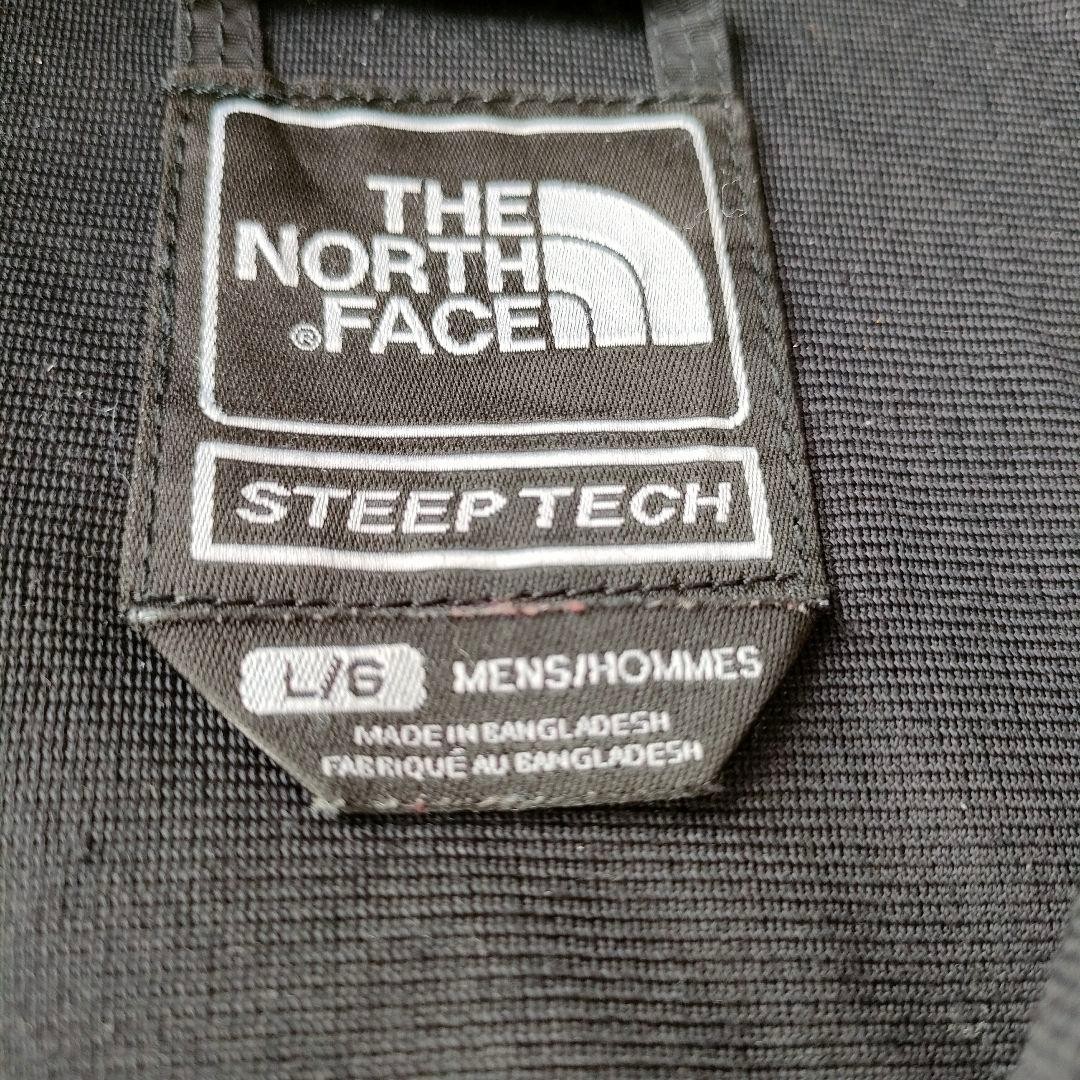 THE
NORTH
®FACE
STEEP TECH
L/G MENS/HOMMES
MADE IN BANGLADESH
FABRIQUÉ AU BANGLADESH